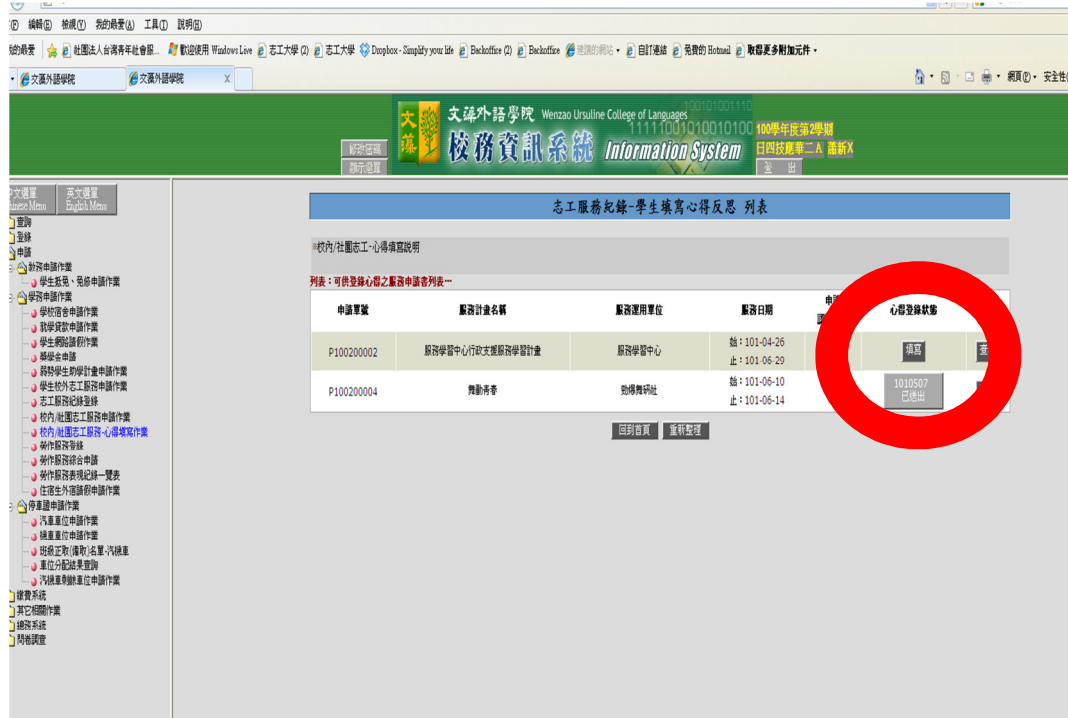 編輯(E) 檢視(V) 我的最愛(A) 工具(T) 說明(H)
我的最愛 社團法人台灣青年社會服... 歡迎使用 Windows Live 志工大學 (2) 志工大學 Dropbox - Simplify your life Backoffice (2) Backoffice 建議的網站 自訂連結 免費的 Hotmail 取得更多附加元件
文藻外語學院 文藻外語學院 X 網頁(P) 安全性(
文藻 文藻外語學院 Wenzao Ursuline College of Languages
校務資訊系統 Information System
修改密碼
顯示選單
100學年度第2學期
日四技應華二A 蕭新X
登 出
中文選單
Chinese Menu
英文選單
English Menu
查詢
登錄
申請
教務申請作業
學生抵免、免修申請作業
學務申請作業
學校宿舍申請作業
就學貸款申請作業
學生網路請假作業
獎學金申請
弱勢學生助學計畫申請作業
學生校外志工服務申請作業
志工服務紀錄登錄
校內/社團志工服務申請作業
校內/社團志工服務-心得填寫作業
勞作服務登錄
勞作服務綜合申請
勞作服務表現紀錄一覽表
住宿生外宿請假申請作業
停車證申請作業
汽車車位申請作業
機車車位申請作業
班級正取(備取)名單-汽機車
車位分配結果查詢
汽機車剩餘車位申請作業
繳費系統
其它相關作業
總務系統
問卷調查
志工服務紀錄-學生填寫心得反思 列表
※校內/社團志工-心得填寫說明
列表：可供登錄心得之服務申請書列表---
申請單號 服務計畫名稱 服務運用單位 服務日期 心得登錄狀態
P100200002 服務學習中心行政支援服務學習計畫 服務學習中心 始：101-04-26 填寫
止：101-06-29
P100200004 舞動青春 勁爆舞研社 始：101-06-10 1010507
止：101-06-14 已送出
回到首頁 重新整理